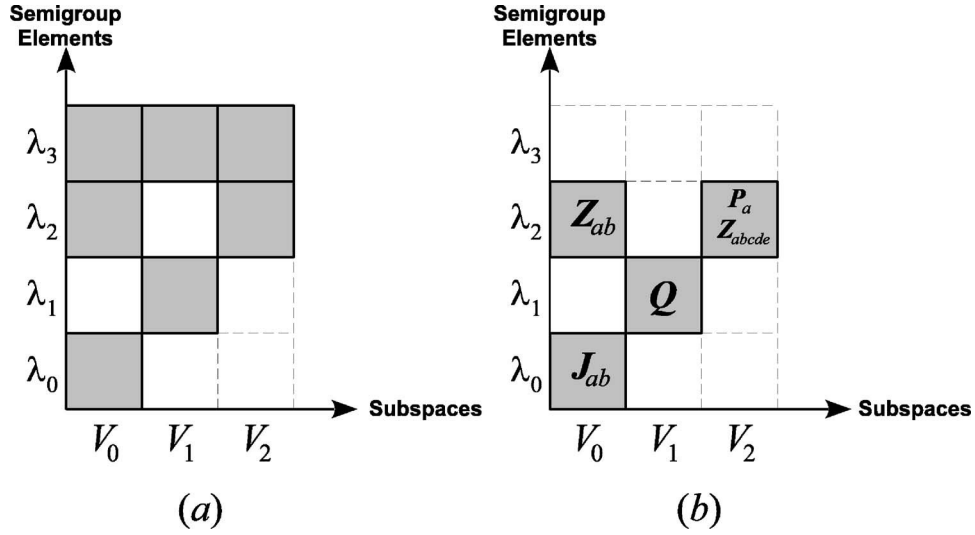 Semigroup
Elements
λ3
λ2
λ1
λ0
V0
V1
V2
Subspaces
(a)
Semigroup
Elements
λ3
λ2
λ1
λ0
Zab
Pa
Zabcde
Q
Jab
V0
V1
V2
Subspaces
(b)